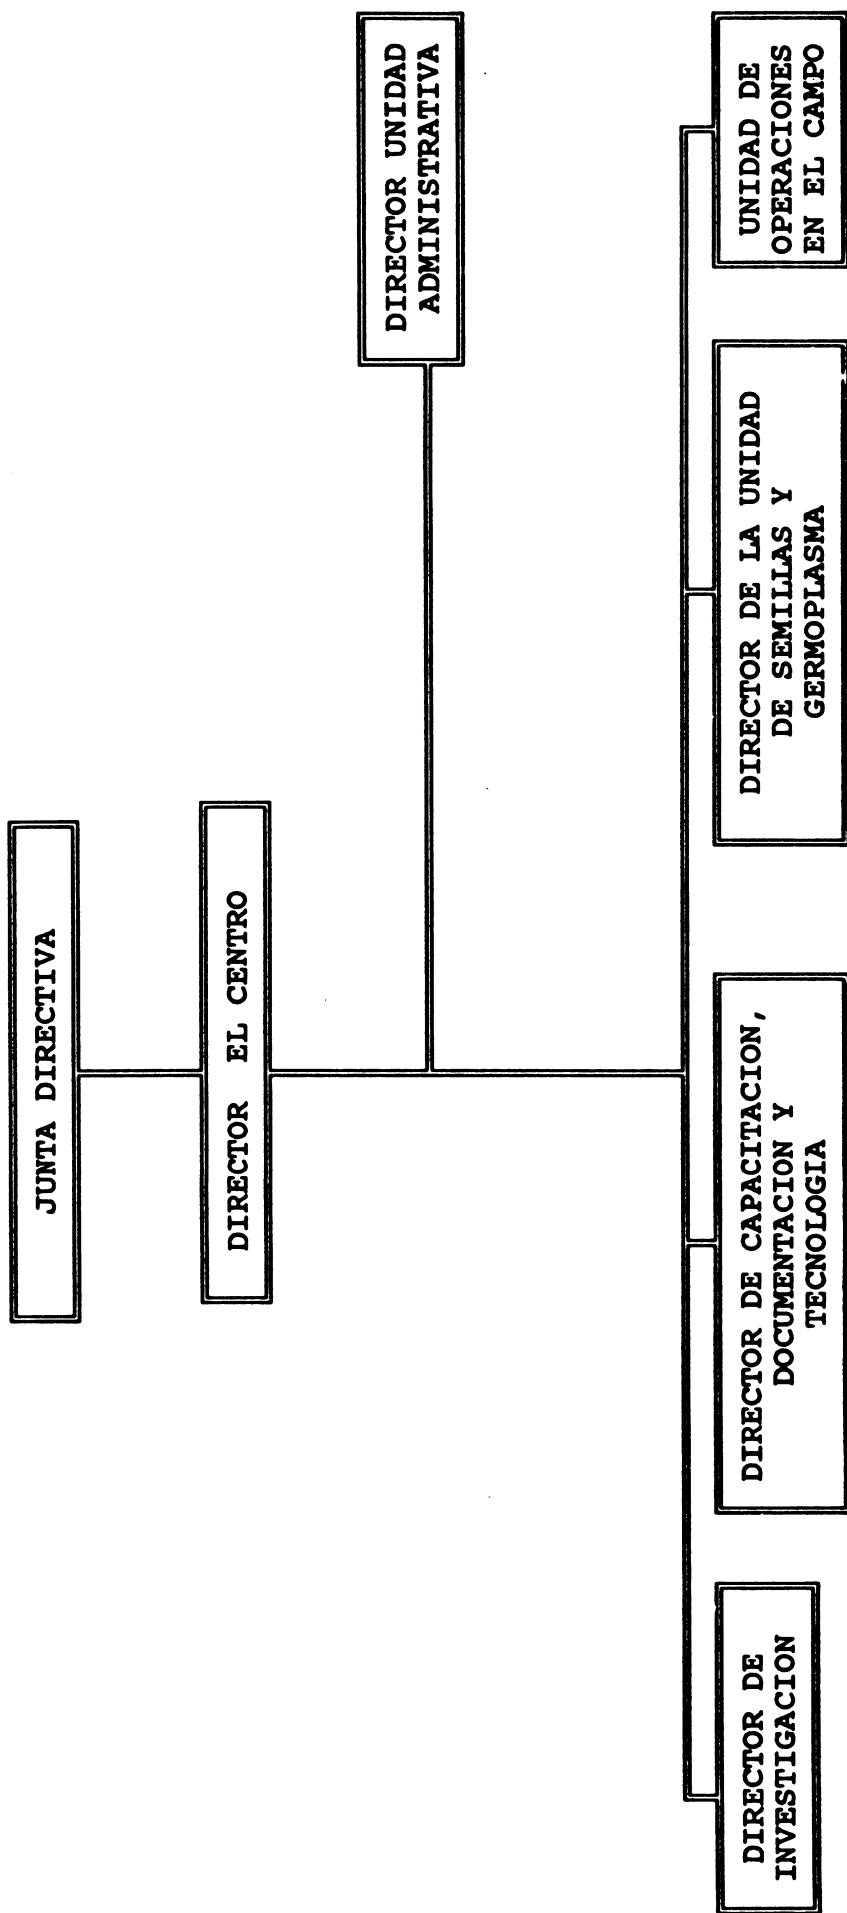 JUNTA DIRECTIVA
DIRECTOR EL CENTRO
DIRECTOR UNIDAD
ADMINISTRATIVA
DIRECTOR DE
INVESTIGACION
DIRECTOR DE CAPACITACION,
DOCUMENTACION Y
TECNOLOGIA
DIRECTOR DE LA UNIDAD
DE SEMILLAS Y
GERMOPLASMA
UNIDAD DE
OPERACIONES
EN EL CAMPO